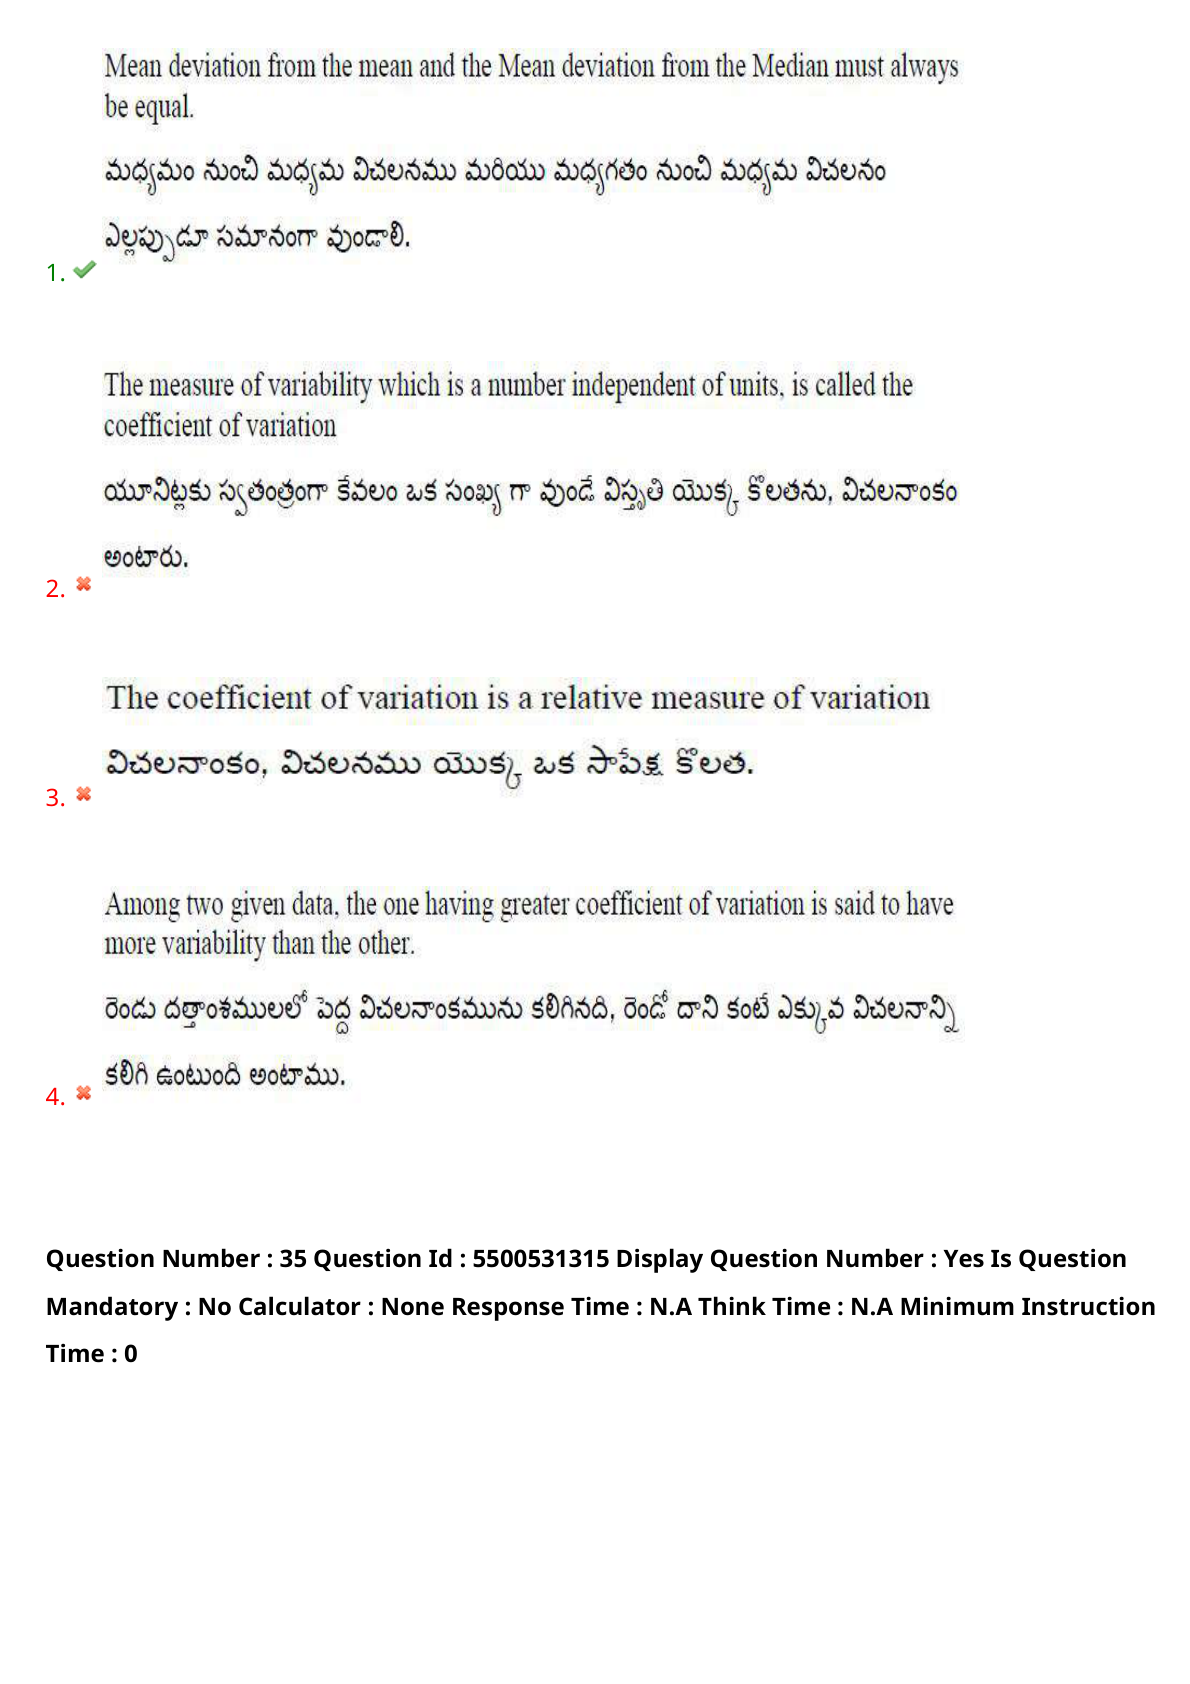 Mean deviation from the mean and the Mean deviation from the Median must always
be equal.
మధ్యమం నుంచి మధ్యమ విచలనము మరియు మధ్యగతం నుంచి మధ్యమ విచలనం
ఎల్లప్పుడూ సమానంగా వుండాలి.
1.
The measure of variability which is a number independent of units, is called the
coefficient of variation
యూనిట్లకు స్వతంత్రంగా కేవలం ఒక సంఖ్య గా వుండే విస్తృతి యొక్క కొలతను, విచలనాంకం
అంటారు.
2.
The coefficient of variation is a relative measure of variation
విచలనాంకం, విచలనము యొక్క ఒక సాపేక్ష కొలత.
3.
Among two given data, the one having greater coefficient of variation is said to have
more variability than the other.
రెండు దత్తాంశములలో పెద్ద విచలనాంకమును కలిగినది, రెండో దాని కంటే ఎక్కువ విచలనాన్ని
కలిగి ఉంటుంది అంటాము.
4.
Question Number : 35 Question Id : 5500531315 Display Question Number : Yes Is Question
Mandatory : No Calculator : None Response Time : N.A Think Time : N.A Minimum Instruction
Time : 0